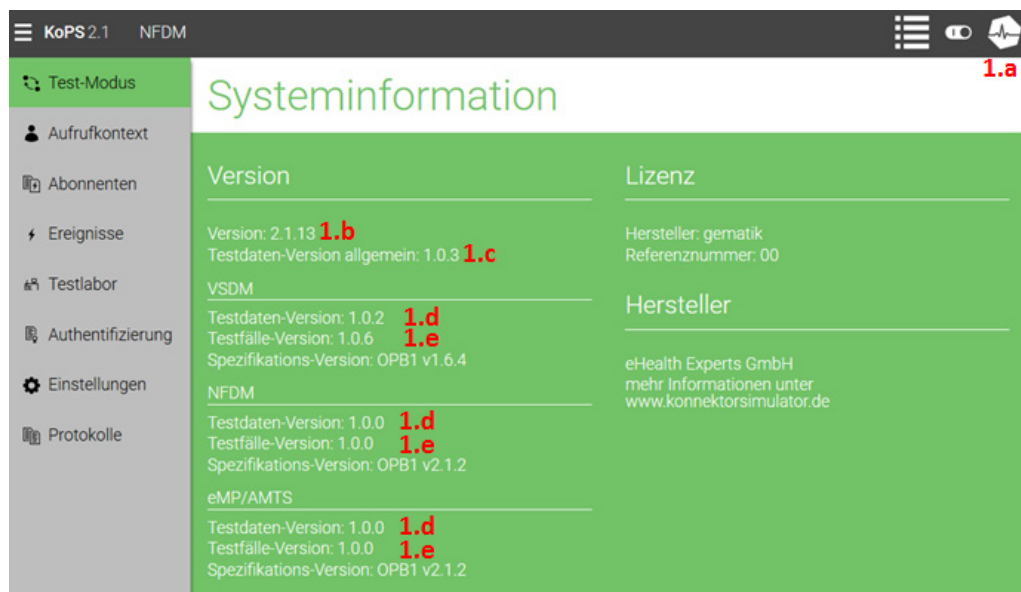 KoPS 2.1 NFDM
1.a
Test-Modus
Aufrufkontext
Abonnenten
Ereignisse
Testlabor
Authentifizierung
Einstellungen
Protokolle
Systeminformation
Version
Version: 2.1.13 1.b
Testdaten-Version allgemein: 1.0.3 1.c
VSDM
Testdaten-Version: 1.0.2 1.d
Testfälle-Version: 1.0.6 1.e
Spezifikations-Version: OPB1 v1.6.4
NFDM
Testdaten-Version: 1.0.0 1.d
Testfälle-Version: 1.0.0 1.e
Spezifikations-Version: OPB1 v2.1.2
eMP/AMTS
Testdaten-Version: 1.0.0 1.d
Testfälle-Version: 1.0.0 1.e
Spezifikations-Version: OPB1 v2.1.2
Lizenz
Hersteller: gematik
Referenznummer: 00
Hersteller
eHealth Experts GmbH
mehr Informationen unter
www.konnektorsimulator.de